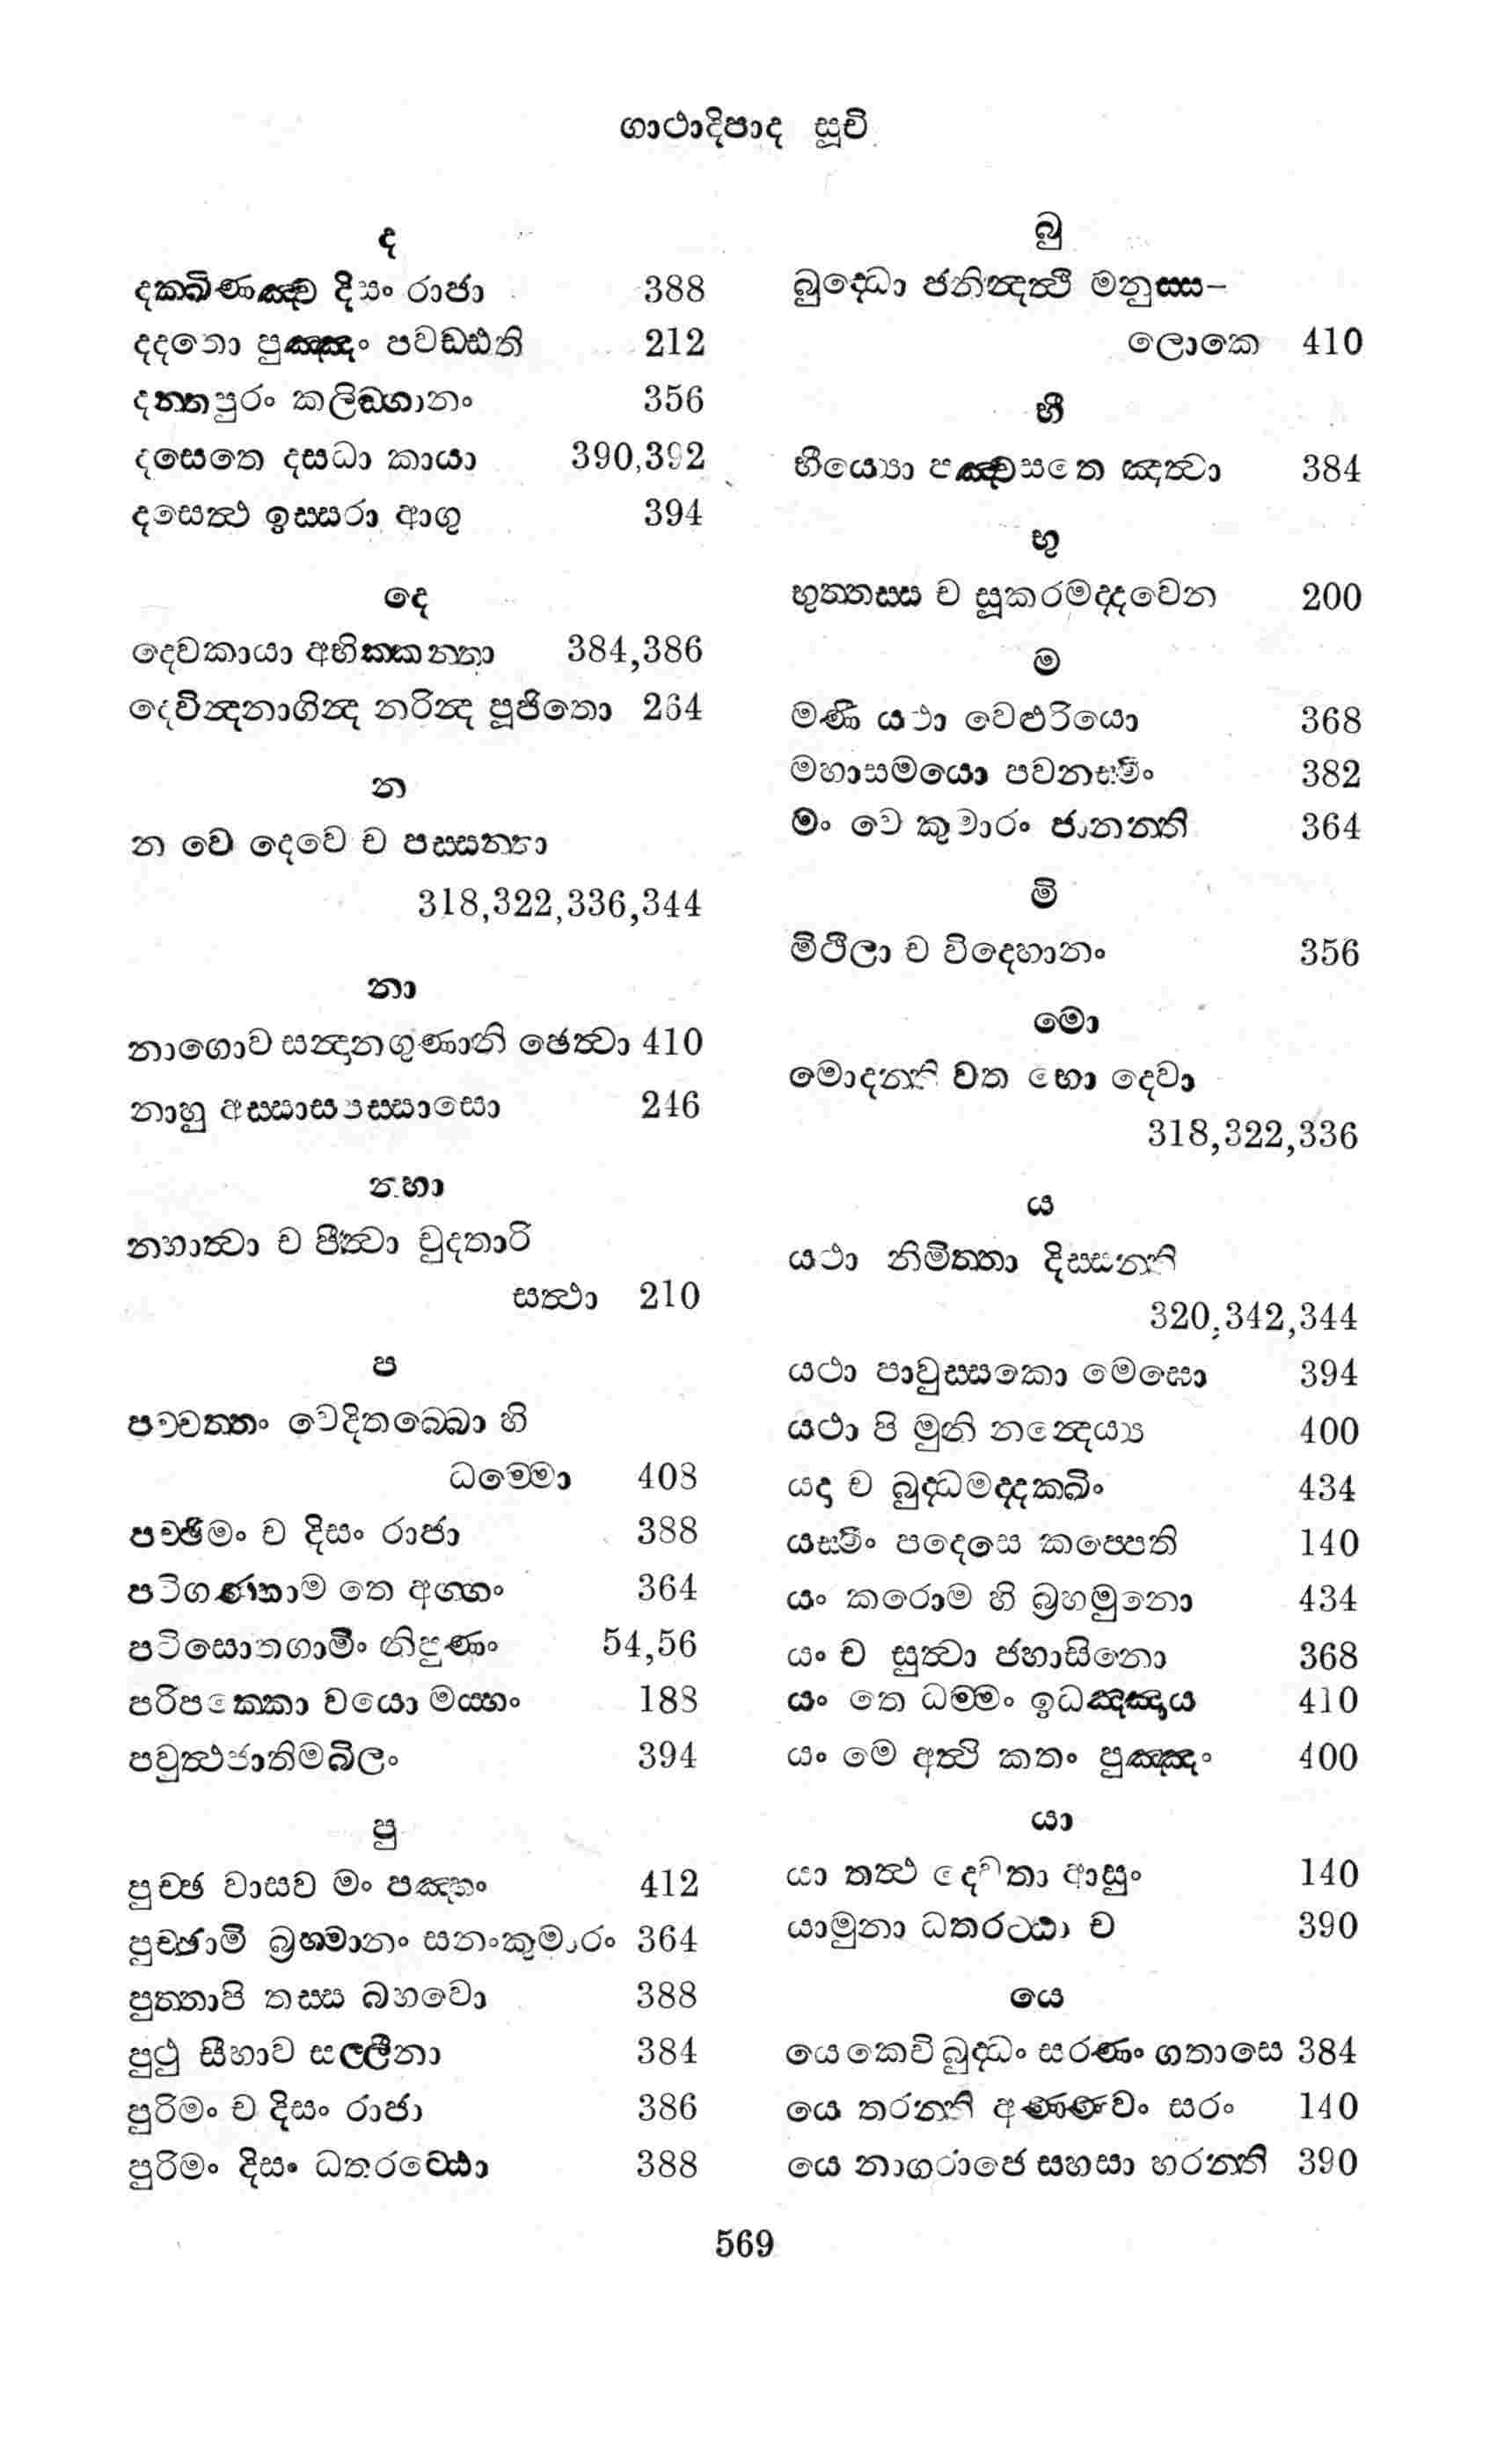 ගාථාදිපාද සූචි
ද
දක්ඛිණඤ්ච දිසං රාජා 388
දදතො පුඤ්ඤං පවඩ්ඪති 212
දන්තපුරං කලිඞ්ගානං 356
දසෙතෙ දසධා කායා 390,392
දසෙත්ථ ඉස්සරා ආගු 394
දෙ
දෙවකායා අභික්කන්තා 384,386
දෙවින්දනාගින්ද නරින්ද පූජිතො 264
න
න වෙ දෙවෙ ච පස්සන්තා
318,322,336,344
නා
නාගොව සන්දානගුණානි ඡෙත්වා 410
නාහු අස්සාසපස්සාසො 246
න්හා
නහාත්වා ච පීත්වා චුදතාරි
සත්ථා 210
ප
පච්චත්තං වෙදිතබ්බො හි
ධම්මො 408
පච්ඡිමං ච දිසං රාජා 388
පටිගණ්හාම තෙ අග්ඝං 364
පටිසොතගාමිං නිපුණං 54,56
පරිපක්කො වයො මය්හං 188
පවුත්ථජාතිමඛිලං 394
පු
පුච්ඡ වාසව මං පඤ්හං 412
පුච්ඡාමි බ්‍රහ්මානං සනංකුමාරං 364
පුත්තාපි තස්ස බහවො 388
පුථු සීහාව සල්ලීනා 384
පුරිමං ච දිසං රාජා 386
පුරිමං දිසං ධතරට්ඨො 388
බු
බුද්ධො ජනින්දත්ථි මනුස්ස-
ලොකෙ 410
භී
භීය්‍යො පඤ්චසතෙ ඤත්වා 384
භු
භුත්තස්ස ච සූකරමද්දවෙන 200
ම
මණි යථා වෙළුරියො 368
මහාසමයො පවනස්මිං 382
මං වෙ කුමාරං ජානන්ති 364
මි
මිථිලා ච විදෙහානං 356
මො
මොදන්ති වත භො දෙවා
318,322,336
ය
යථා නිමිත්තා දිස්සන්ති
320,342,344
යථා පාවුස්සකො මෙඝො 394
යථා පි මුනි නන්දෙය්‍ය 400
යදා ච බුද්ධමද්දක්ඛිං 434
යස්මිං පදෙසෙ කප්පෙති 140
යං කරොම හි බ්‍රහමුනො 434
යං ච සුත්වා ජහාසිනො 368
යං තෙ ධම්මං ඉධඤ්ඤාය 410
යං මෙ අත්ථි කතං පුඤ්ඤං 400
යා
යා තත්ථ දෙවතා ආසුං 140
යාමුනා ධතරට්ඨා ච 390
යෙ
යෙ කෙචි බුද්ධං සරණං ගතාසෙ 384
යෙ තරන්ති අණ්ණවං සරං 140
යෙ නාගරාජෙ සහසා හරන්ති 390
569